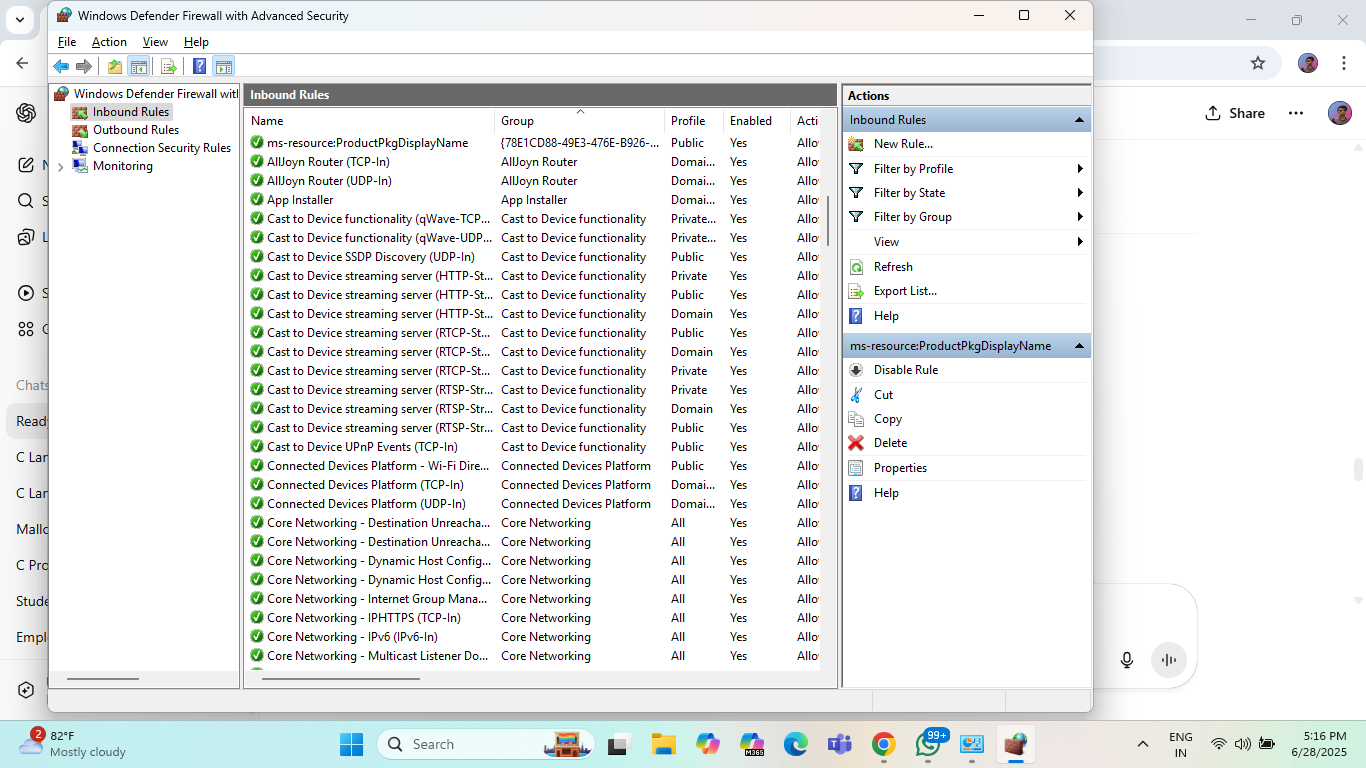 Windows Defender Firewall with Advanced Security
File Action View Help
Windows Defender Firewall wit
Inbound Rules
Outbound Rules
Connection Security Rules
Monitoring
Inbound Rules
Name Group Profile Enabled Acti
ms-resource:ProductPkgDisplayName {78E1CD88-49E3-476E-B926-... Public Yes Allo
AllJoyn Router (TCP-In) AllJoyn Router Domai... Yes Allo
AllJoyn Router (UDP-In) AllJoyn Router Domai... Yes Allo
App Installer App Installer Domai... Yes Allo
Cast to Device functionality (qWave-TCP... Cast to Device functionality Private... Yes Allo
Cast to Device functionality (qWave-UDP... Cast to Device functionality Private... Yes Allo
Cast to Device SSDP Discovery (UDP-In) Cast to Device functionality Public Yes Allo
Cast to Device streaming server (HTTP-St... Cast to Device functionality Private Yes Allo
Cast to Device streaming server (HTTP-St... Cast to Device functionality Public Yes Allo
Cast to Device streaming server (HTTP-St... Cast to Device functionality Domain Yes Allo
Cast to Device streaming server (RTCP-St... Cast to Device functionality Public Yes Allo
Cast to Device streaming server (RTCP-St... Cast to Device functionality Domain Yes Allo
Cast to Device streaming server (RTCP-St... Cast to Device functionality Private Yes Allo
Cast to Device streaming server (RTSP-Str... Cast to Device functionality Private Yes Allo
Cast to Device streaming server (RTSP-Str... Cast to Device functionality Domain Yes Allo
Cast to Device streaming server (RTSP-Str... Cast to Device functionality Public Yes Allo
Cast to Device UPnP Events (TCP-In) Cast to Device functionality Public Yes Allo
Connected Devices Platform - Wi-Fi Dire... Connected Devices Platform Public Yes Allo
Connected Devices Platform (TCP-In) Connected Devices Platform Domai... Yes Allo
Connected Devices Platform (UDP-In) Connected Devices Platform Domai... Yes Allo
Core Networking - Destination Unreacha... Core Networking All Yes Allo
Core Networking - Destination Unreacha... Core Networking All Yes Allo
Core Networking - Dynamic Host Config... Core Networking All Yes Allo
Core Networking - Dynamic Host Config... Core Networking All Yes Allo
Core Networking - Internet Group Mana... Core Networking All Yes Allo
Core Networking - IPHTTPS (TCP-In) Core Networking All Yes Allo
Core Networking - IPv6 (IPv6-In) Core Networking All Yes Allo
Core Networking - Multicast Listener Do... Core Networking All Yes Allo
Actions
Inbound Rules
New Rule...
Filter by Profile
Filter by State
Filter by Group
View
Refresh
Export List...
Help
ms-resource:ProductPkgDisplayName
Disable Rule
Cut
Copy
Delete
Properties
Help
Share
Chats
Ready
C Lar
C Lar
Mallo
C Pro
Stude
Emplo
2
82°F
Mostly cloudy
Search
M365
99+
ENG
IN
5:16 PM
6/28/2025